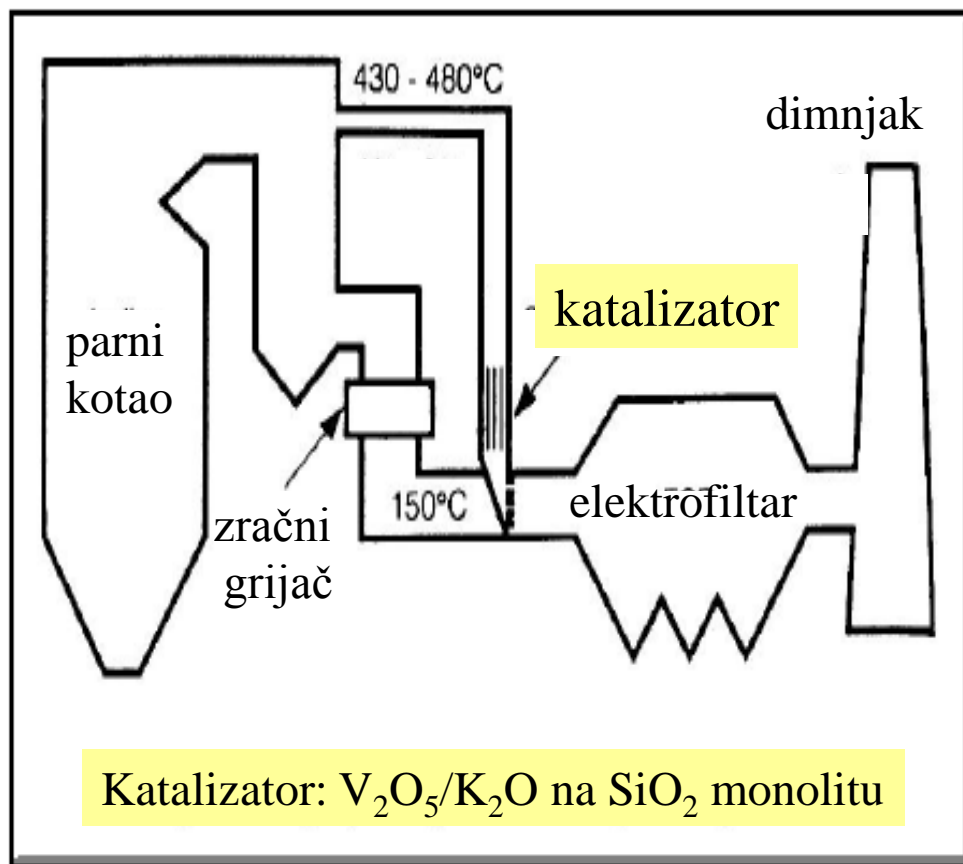 430 - 480°C
dimnjak
katalizator
parni
kotao
150°C
elektrofiltar
zračni
grijač
Katalizator: V₂O₅/K₂O na SiO₂ monolitu